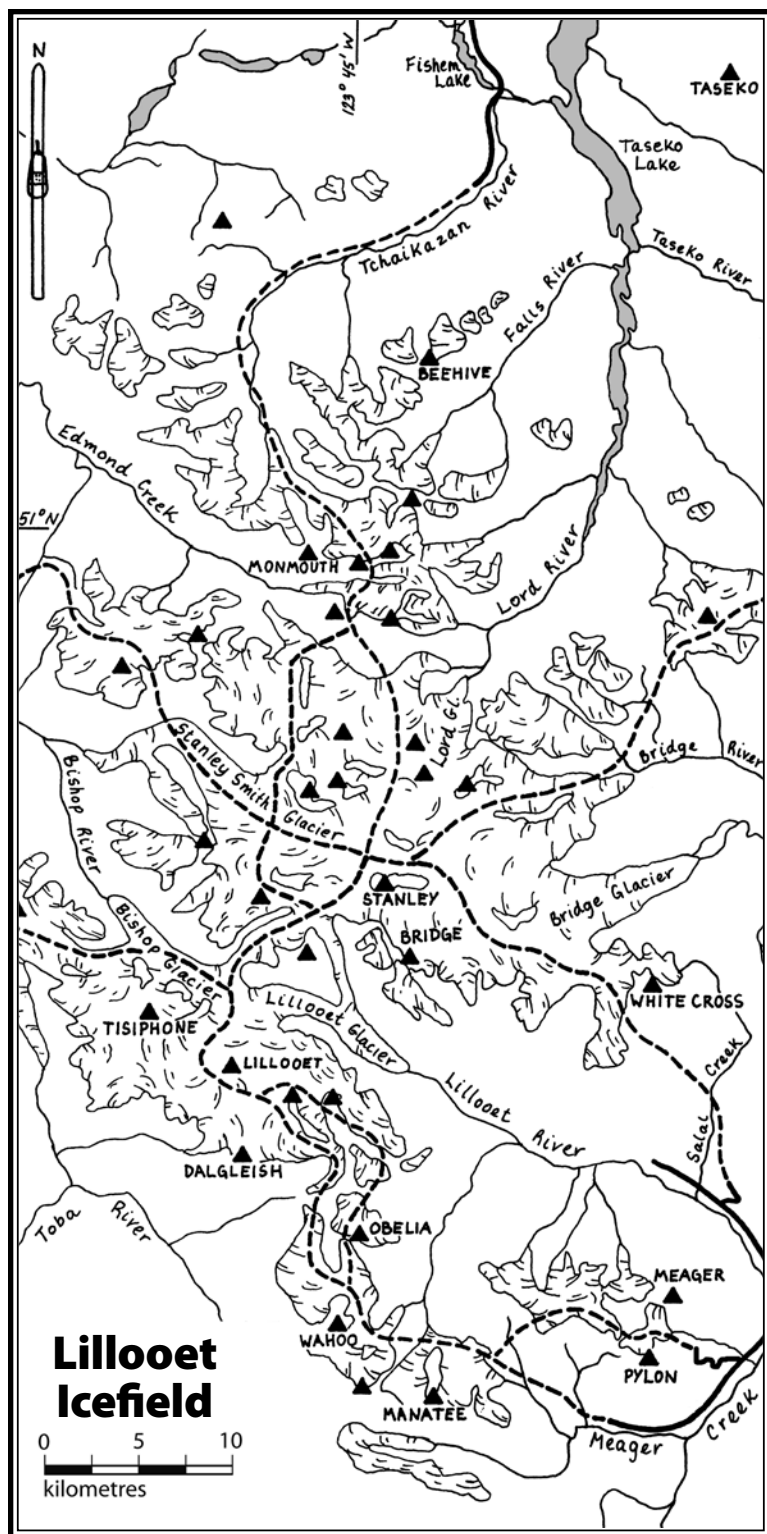 N
123° 45' W
Fishem
Lake
TASEKO
Taseko
Lake
Tchaikazan River
Taseko River
Falls River
BEEHIVE
Edmond Creek
51°N
MONMOUTH
Lord River
Lord Gl.
Bridge River
Stanley Smith Glacier
Bishop River
STANLEY
Bridge Glacier
BRIDGE
Bishop Glacier
WHITE CROSS
Lillooet Glacier
TISIPHONE
LILLOOET
Lillooet River
Salal Creek
DALGLEISH
Toba River
OBELIA
MEAGER
WAHOO
PYLON
MANATEE
Meager Creek
Lillooet
Icefield
0 5 10
kilometres